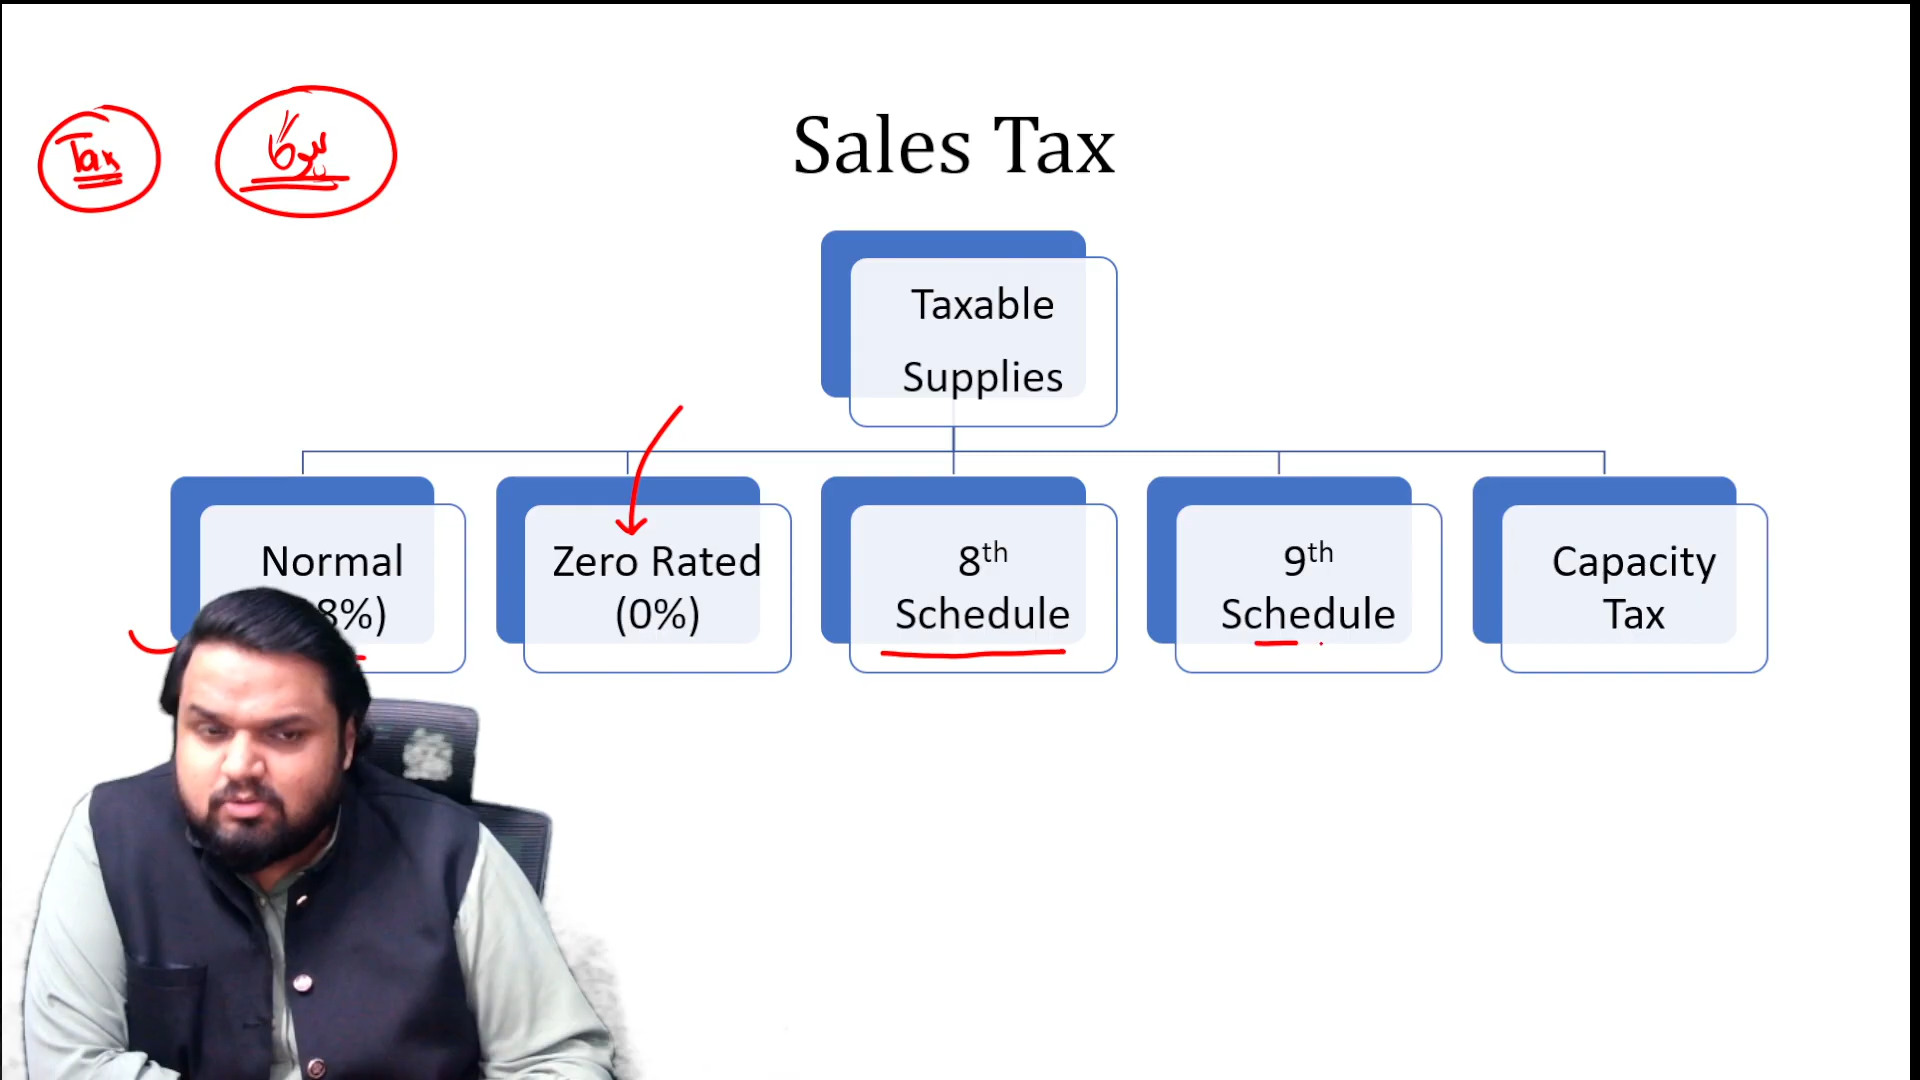 Tax
Sales Tax
Taxable
Supplies
Normal
8%)
Zero Rated
(0%)
8th
Schedule
9th
Schedule
Capacity
Tax